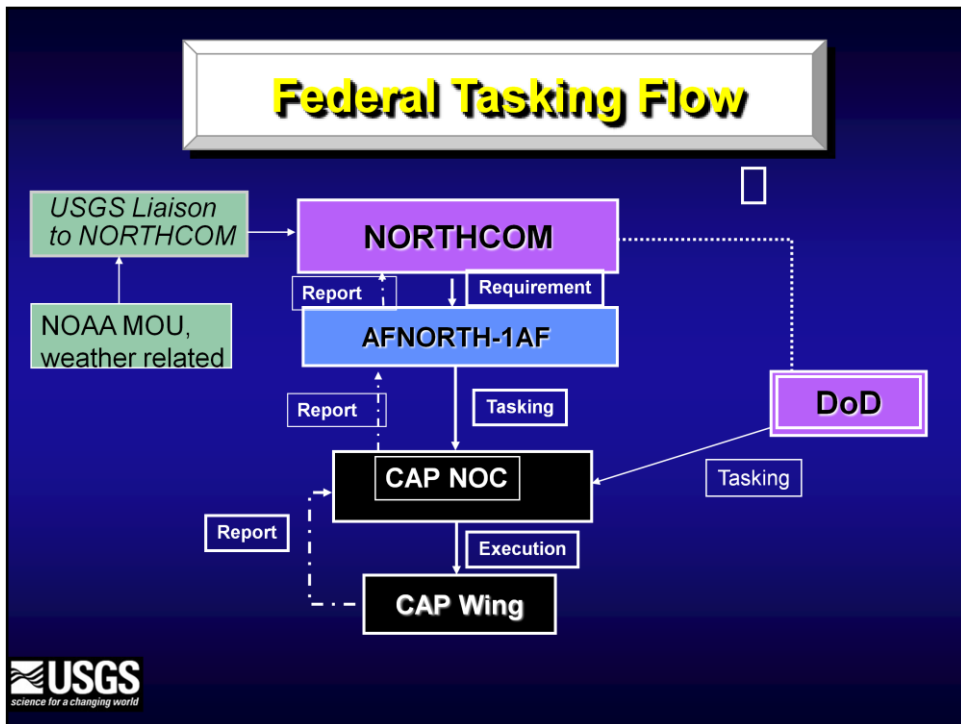 Federal Tasking Flow
USGS Liaison
to NORTHCOM
NORTHCOM
Report
Requirement
NOAA MOU,
weather related
AFNORTH-1AF
Report
Tasking
DoD
CAP NOC
Tasking
Report
Execution
CAP Wing
USGS
science for a changing world